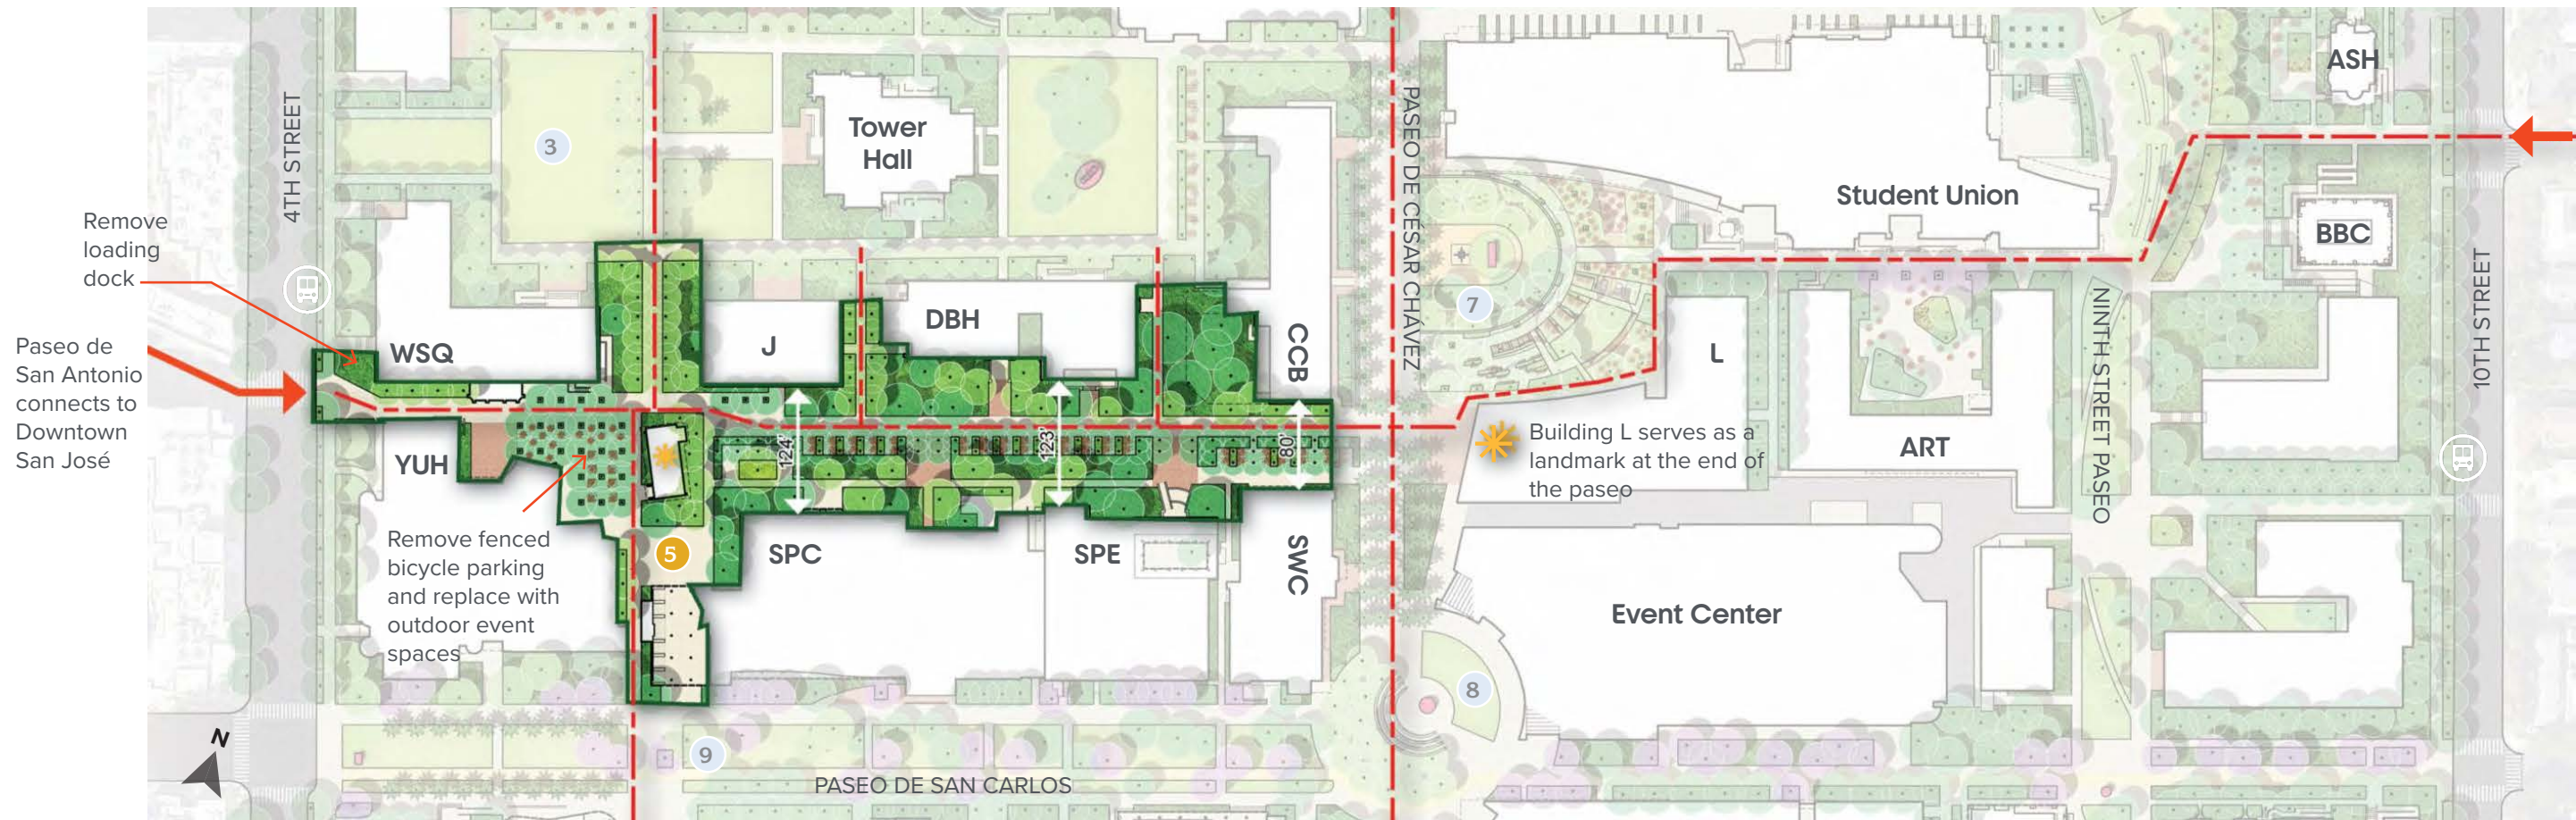 4TH STREET
3
Tower
Hall
PASEO DE CÉSAR CHÁVEZ
Student Union
ASH
BBC
10TH STREET
Remove
loading
dock
Paseo de
San Antonio
connects to
Downtown
San José
WSQ
J
DBH
CCB
7
L
ART
NINTH STREET PASEO
YUH
124'
123'
80'
Building L serves as a
landmark at the end of
the paseo
Remove fenced
bicycle parking
and replace with
outdoor event
spaces
5
SPC
SPE
SWC
Event Center
8
9
PASEO DE SAN CARLOS
N